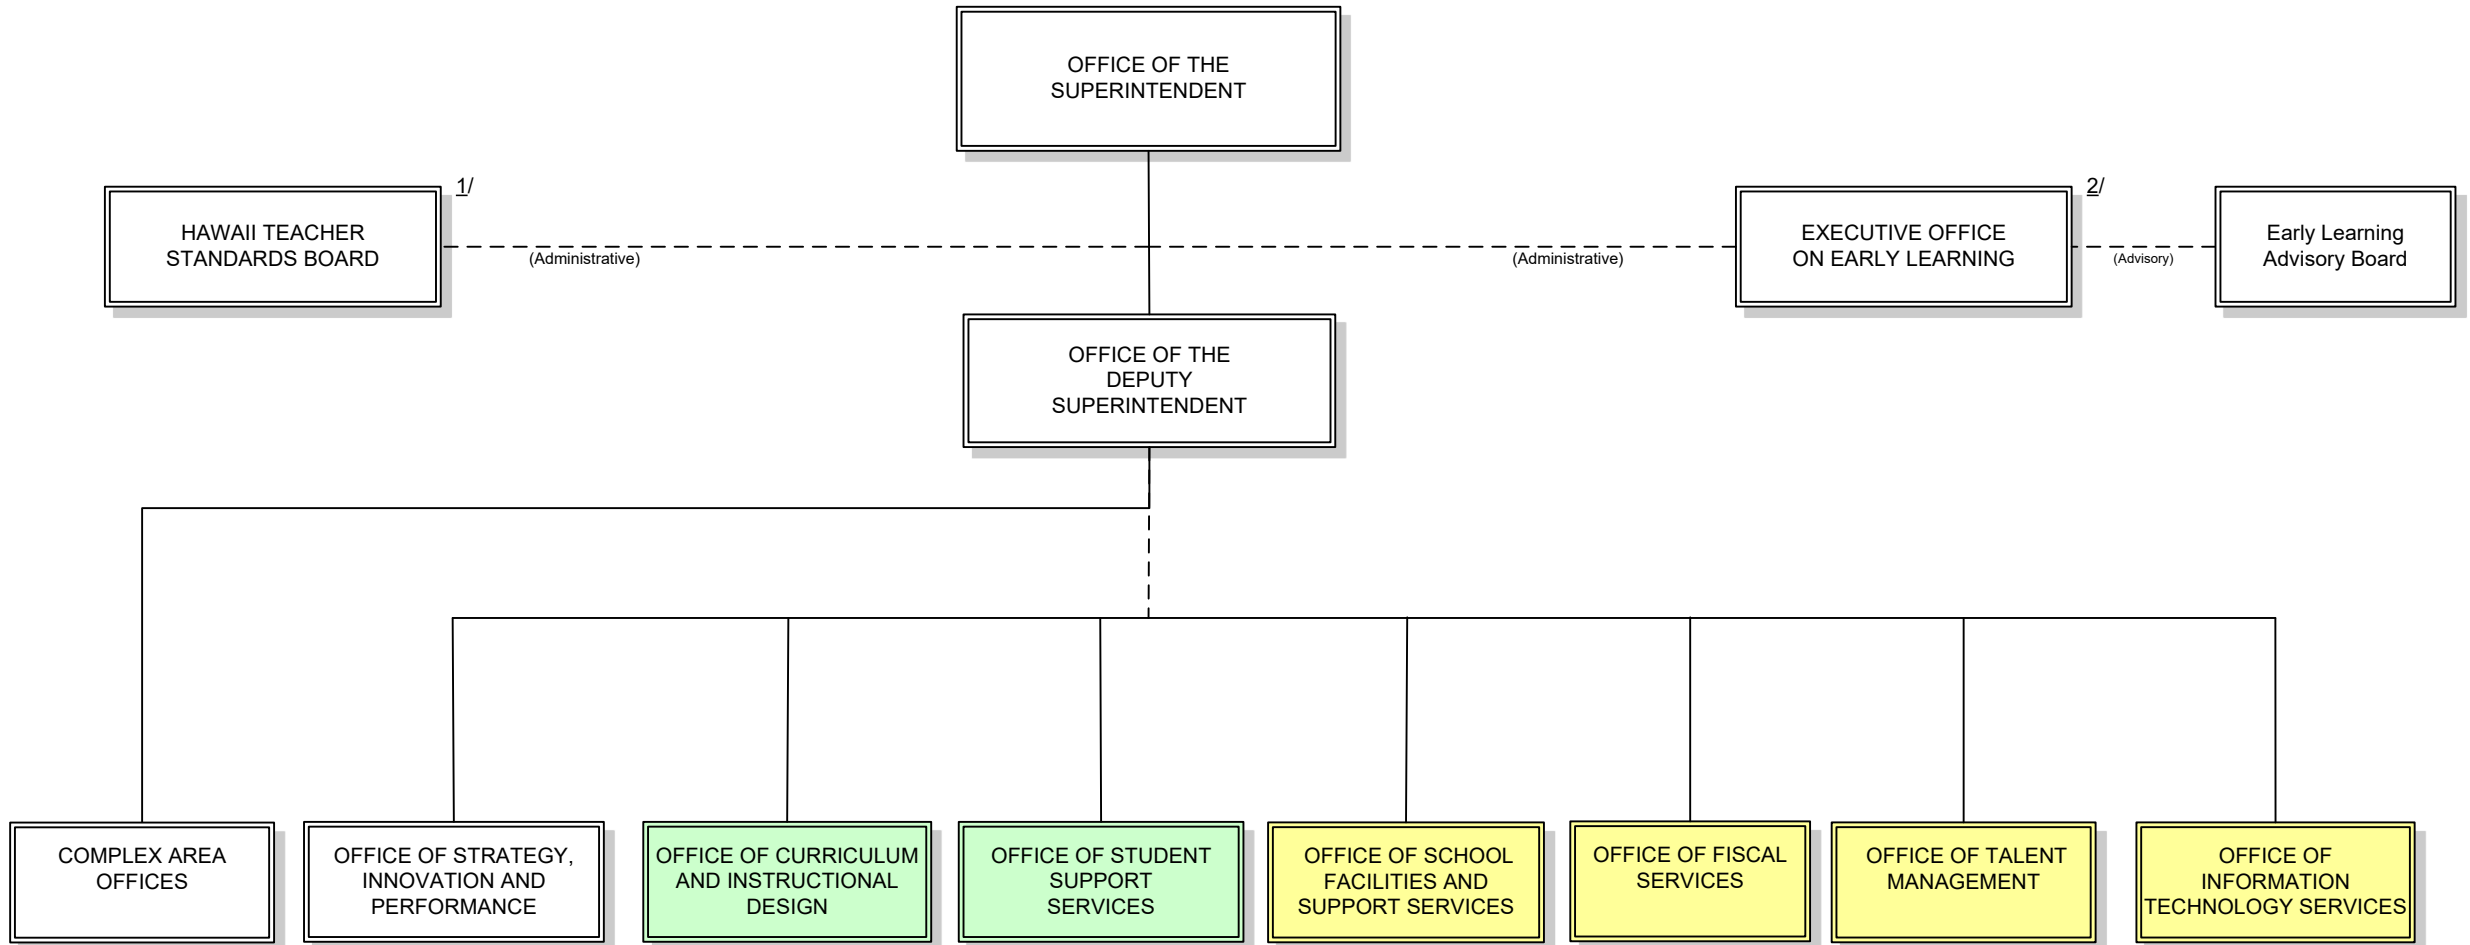 OFFICE OF THE
SUPERINTENDENT
1/
2/
HAWAII TEACHER
STANDARDS BOARD
(Administrative)
(Administrative)
EXECUTIVE OFFICE
ON EARLY LEARNING
(Advisory)
Early Learning
Advisory Board
OFFICE OF THE
DEPUTY
SUPERINTENDENT
COMPLEX AREA
OFFICES
OFFICE OF STRATEGY,
INNOVATION AND
PERFORMANCE
OFFICE OF CURRICULUM
AND INSTRUCTIONAL
DESIGN
OFFICE OF STUDENT
SUPPORT
SERVICES
OFFICE OF SCHOOL
FACILITIES AND
SUPPORT SERVICES
OFFICE OF FISCAL
SERVICES
OFFICE OF TALENT
MANAGEMENT
OFFICE OF
INFORMATION
TECHNOLOGY SERVICES